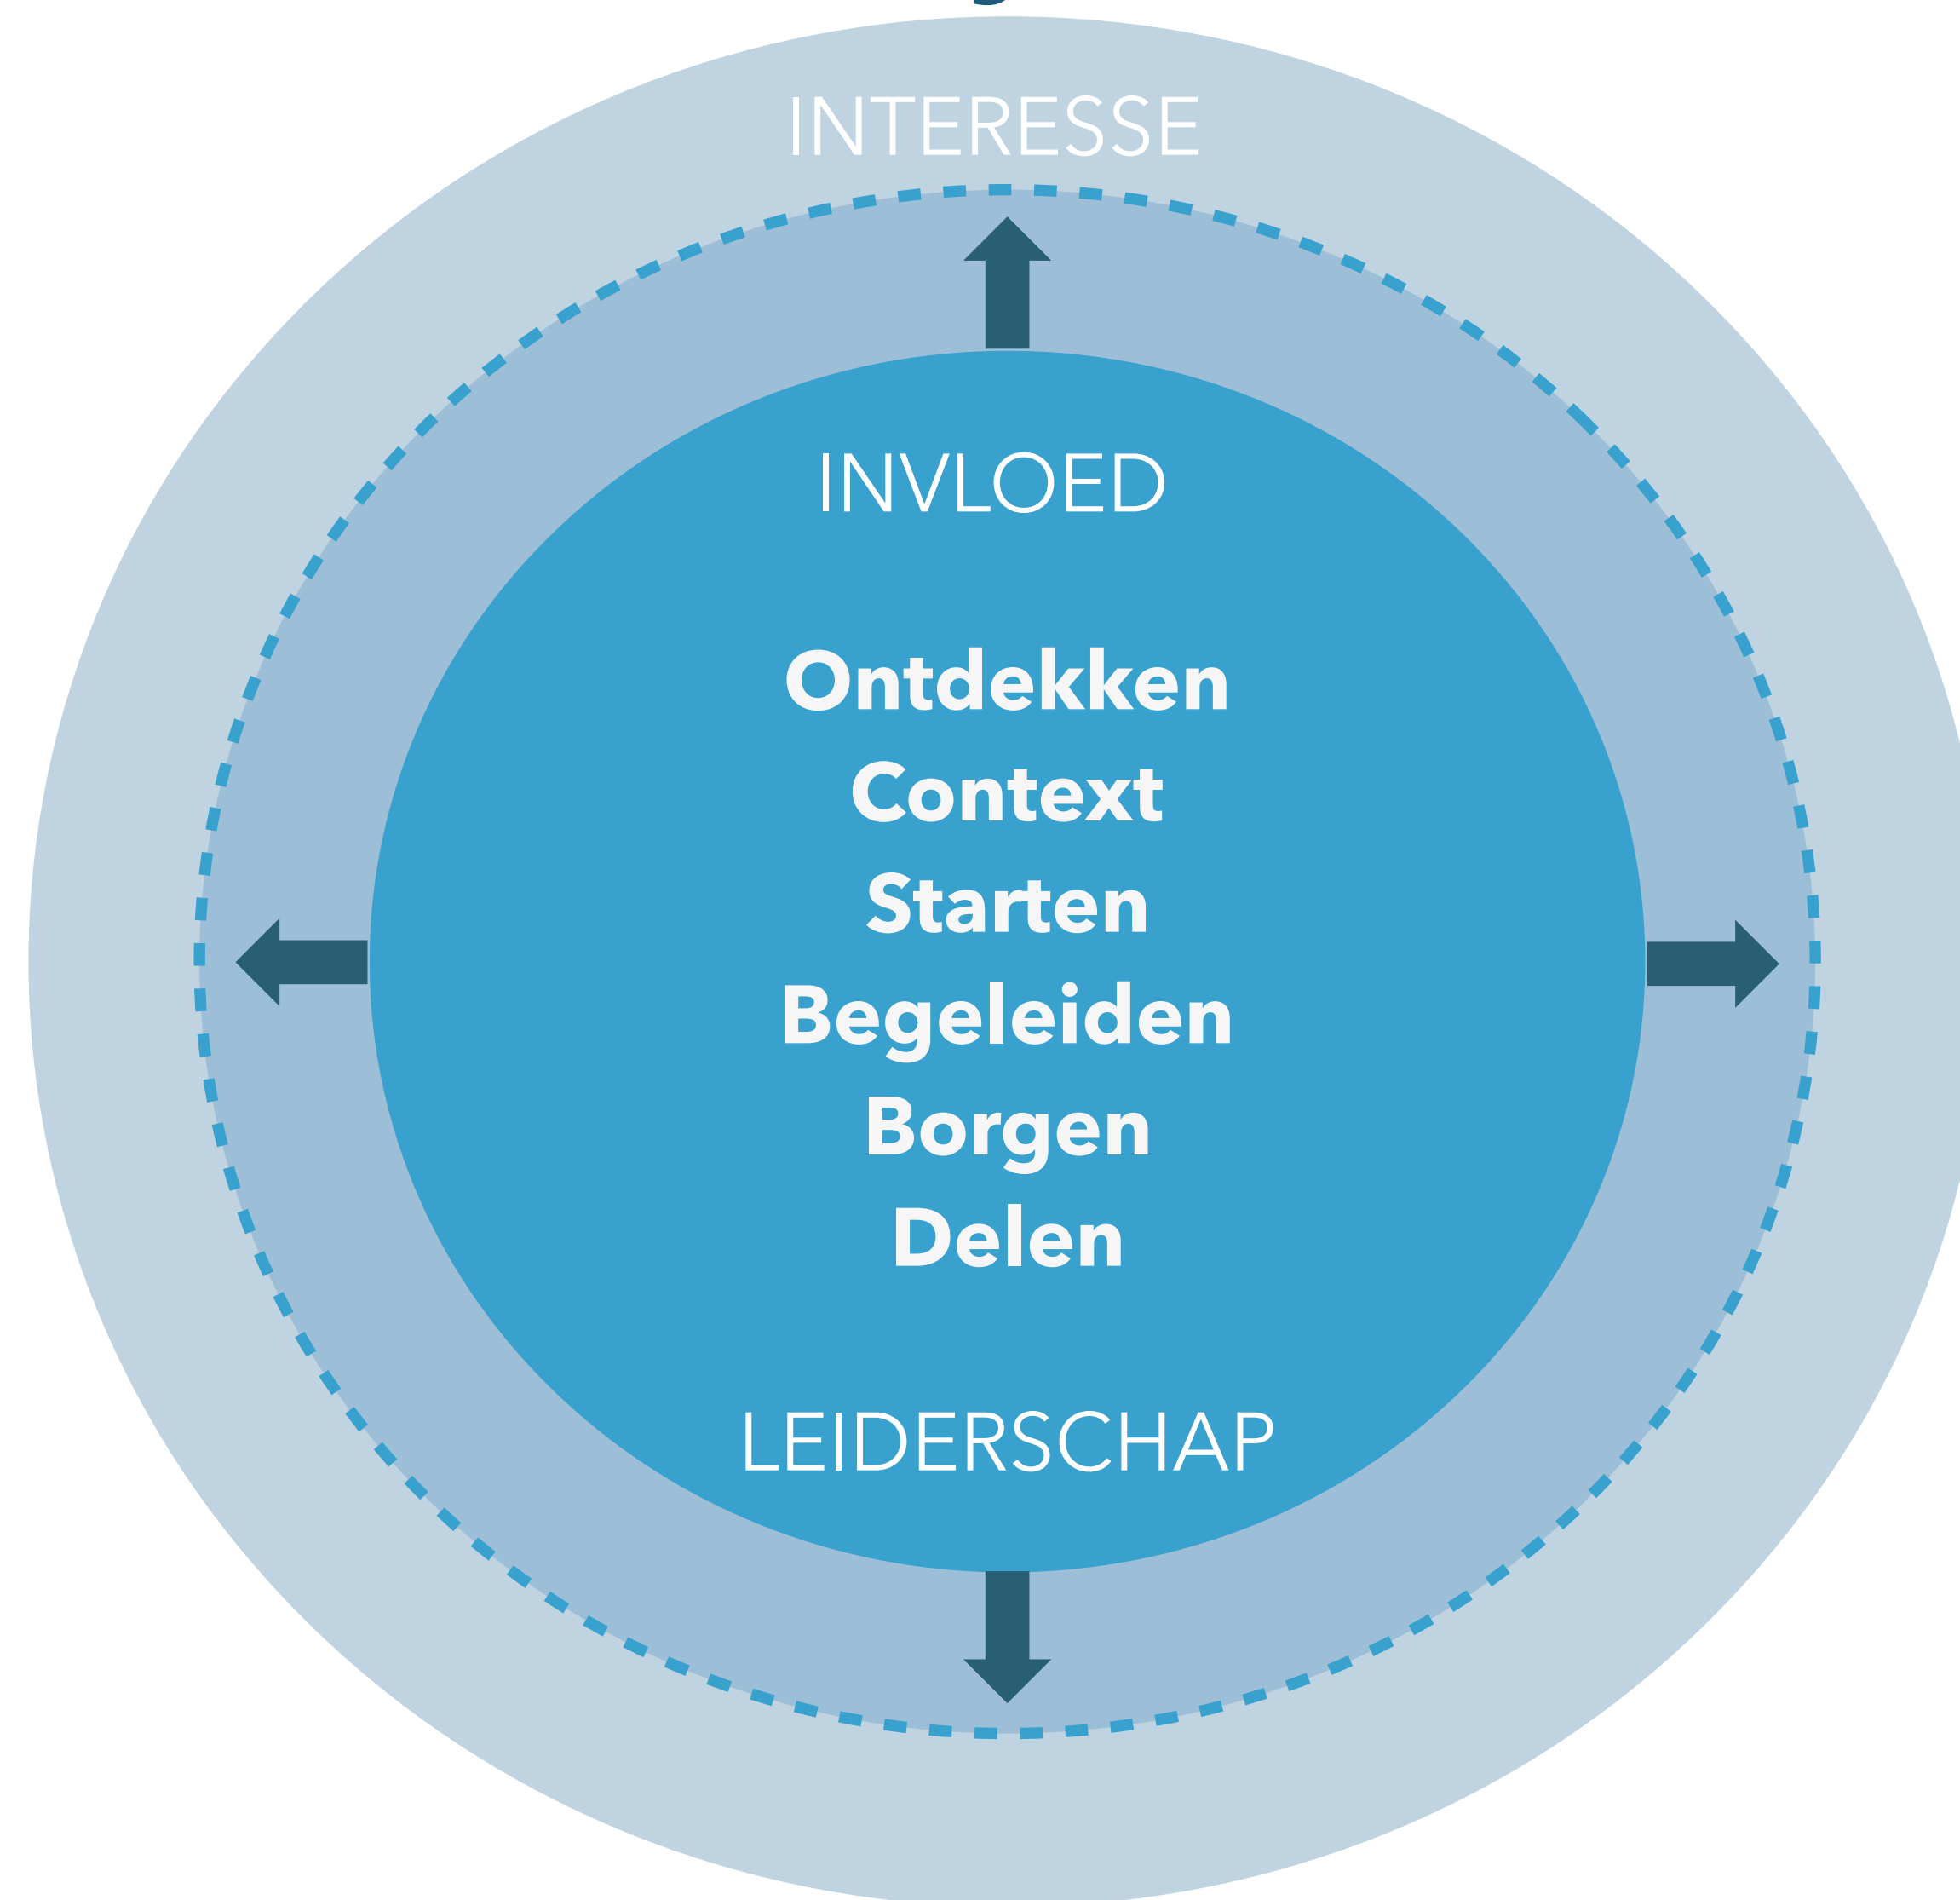 INTERESSE
INVLOED
Ontdekken
Context
Starten
Begeleiden
Borgen
Delen
LEIDERSCHAP